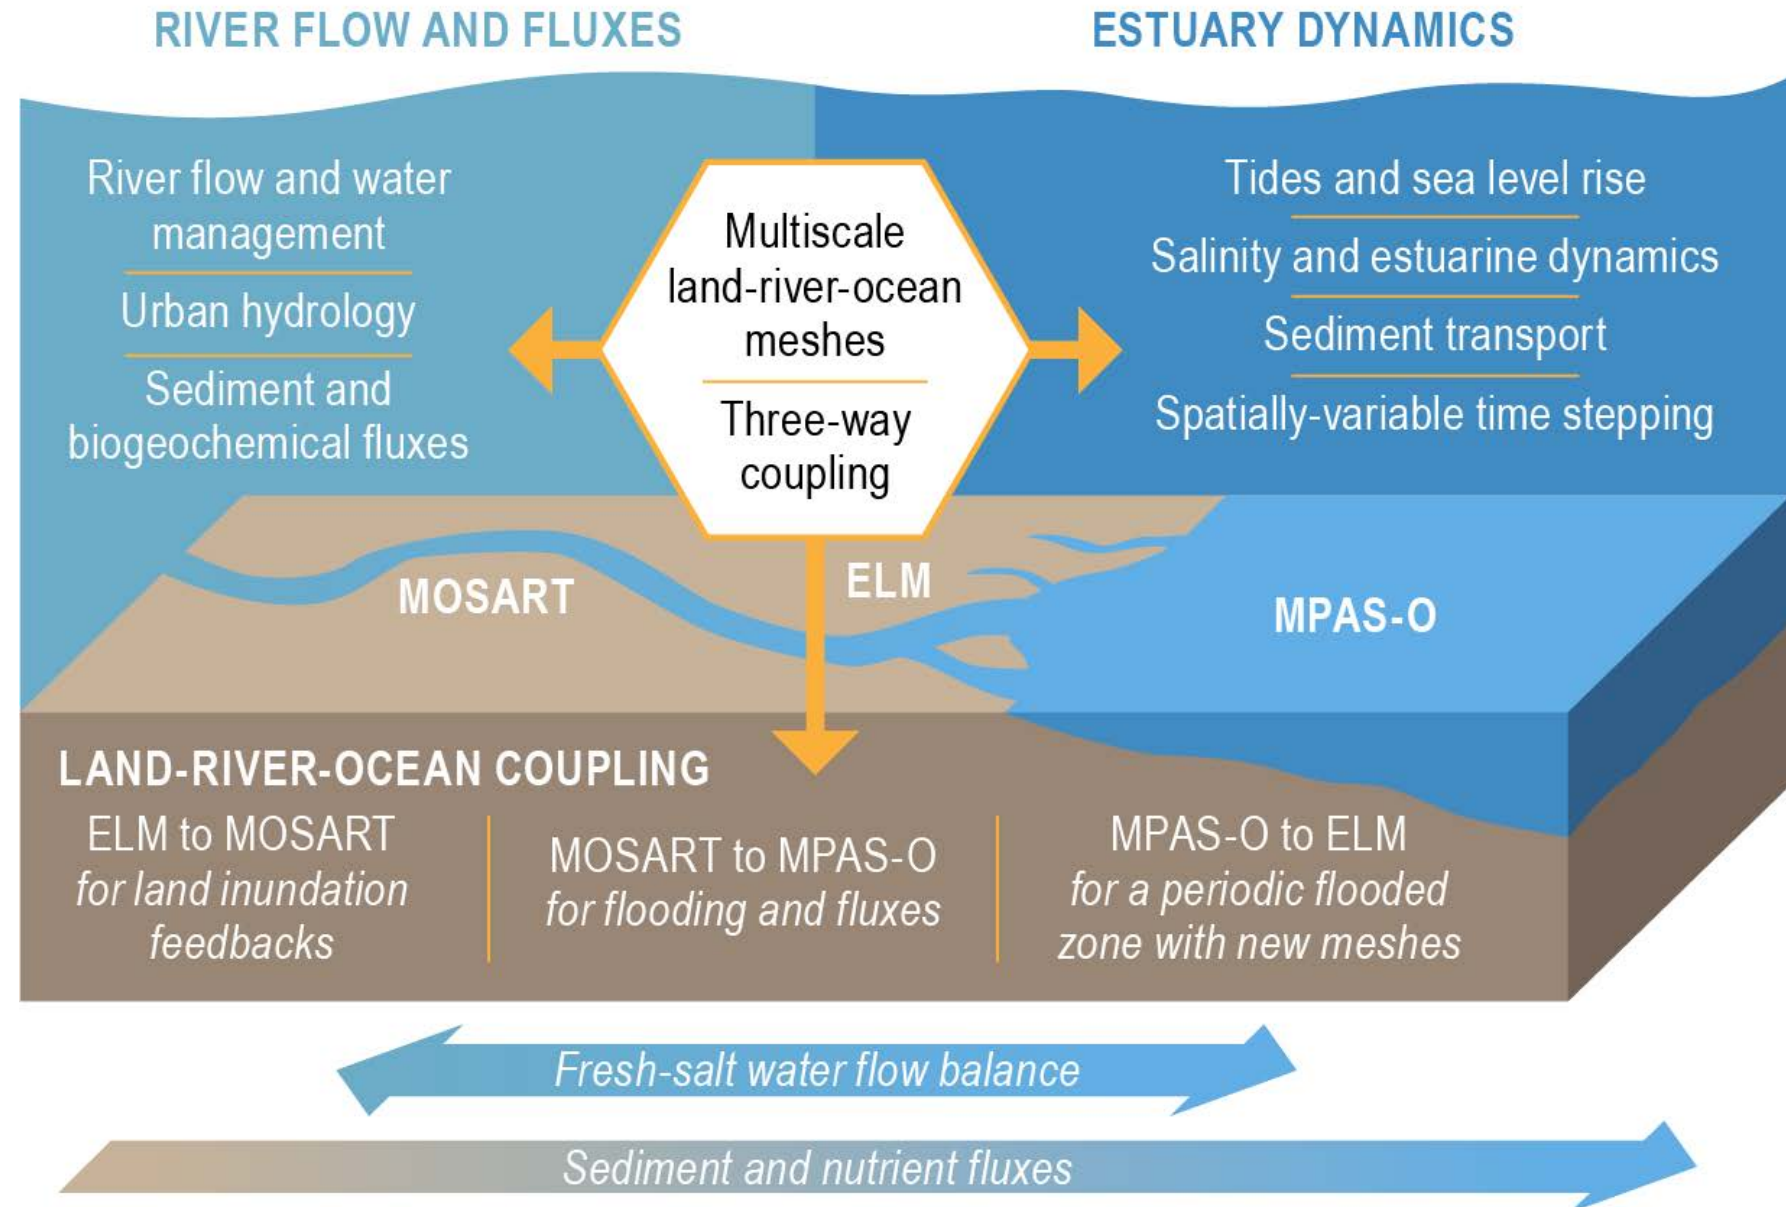 RIVER FLOW AND FLUXES
ESTUARY DYNAMICS
River flow and water
management
Urban hydrology
Sediment and
biogeochemical fluxes
Multiscale
land-river-ocean
meshes
Three-way
coupling
Tides and sea level rise
Salinity and estuarine dynamics
Sediment transport
Spatially-variable time stepping
MOSART
ELM
MPAS-O
LAND-RIVER-OCEAN COUPLING
ELM to MOSART
for land inundation
feedbacks
MOSART to MPAS-O
for flooding and fluxes
MPAS-O to ELM
for a periodic flooded
zone with new meshes
Fresh-salt water flow balance
Sediment and nutrient fluxes